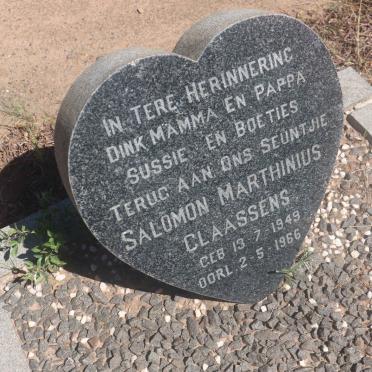 IN TERE HERINNERING
DINK MAMMA EN PAPPA
SUSSIE EN BOETIES
TERUG AAN ONS SEUNTJIE
SALOMON MARTHINIUS
CLAASSENS
GEB 13·7·1949
OORL 2·5·1966